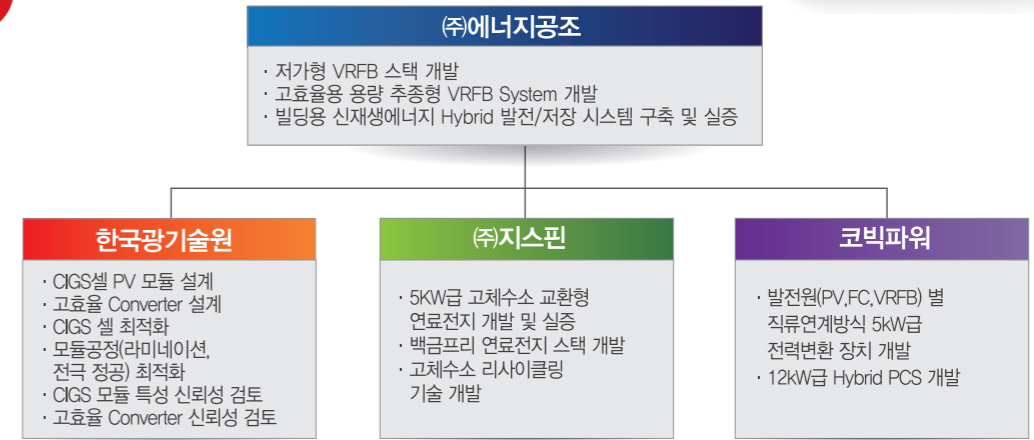 ㈜에너지공조
· 저가형 VRFB 스택 개발
· 고효율용 용량 추종형 VRFB System 개발
· 빌딩용 신재생에너지 Hybrid 발전/저장 시스템 구축 및 실증
한국광기술원
· CIGS셀 PV 모듈 설계
· 고효율 Converter 설계
· CIGS 셀 최적화
· 모듈공정(라미네이션,
전극 정공) 최적화
· CIGS 모듈 특성 신뢰성 검토
· 고효율 Converter 신뢰성 검토
㈜지스핀
· 5KW급 고체수소 교환형
연료전지 개발 및 실증
· 백금프리 연료전지 스택 개발
· 고체수소 리사이클링
기술 개발
코빅파워
· 발전원(PV,FC,VRFB) 별
직류연계방식 5kW급
전력변환 장치 개발
· 12kW급 Hybrid PCS 개발